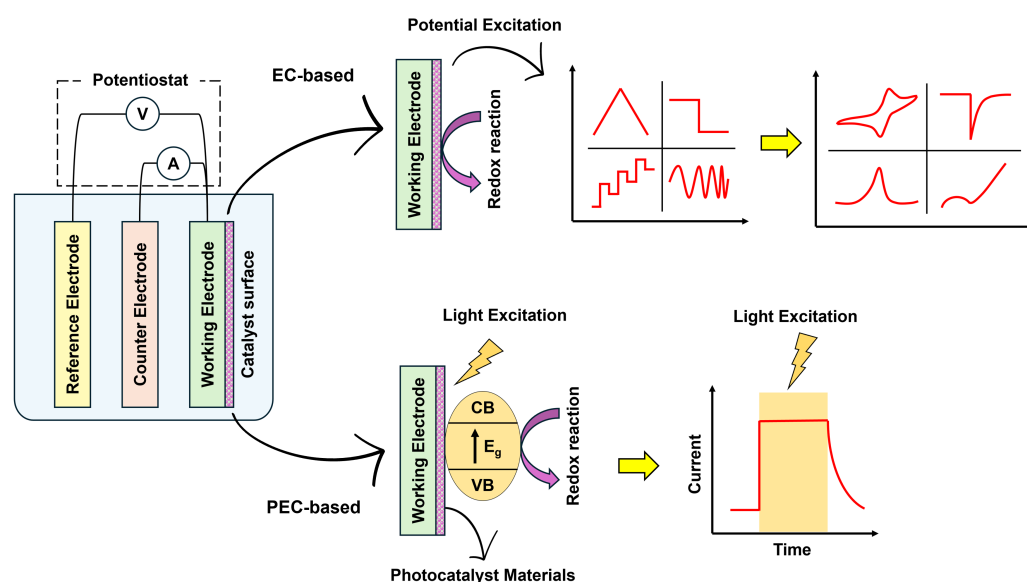 Potentiostat
V
A
Reference Electrode
Counter Electrode
Working Electrode
Catalyst surface
EC-based
Potential Excitation
Working Electrode
Redox reaction
PEC-based
Light Excitation
Working Electrode
CB
E_g
VB
Redox reaction
Photocatalyst Materials
Light Excitation
Current
Time